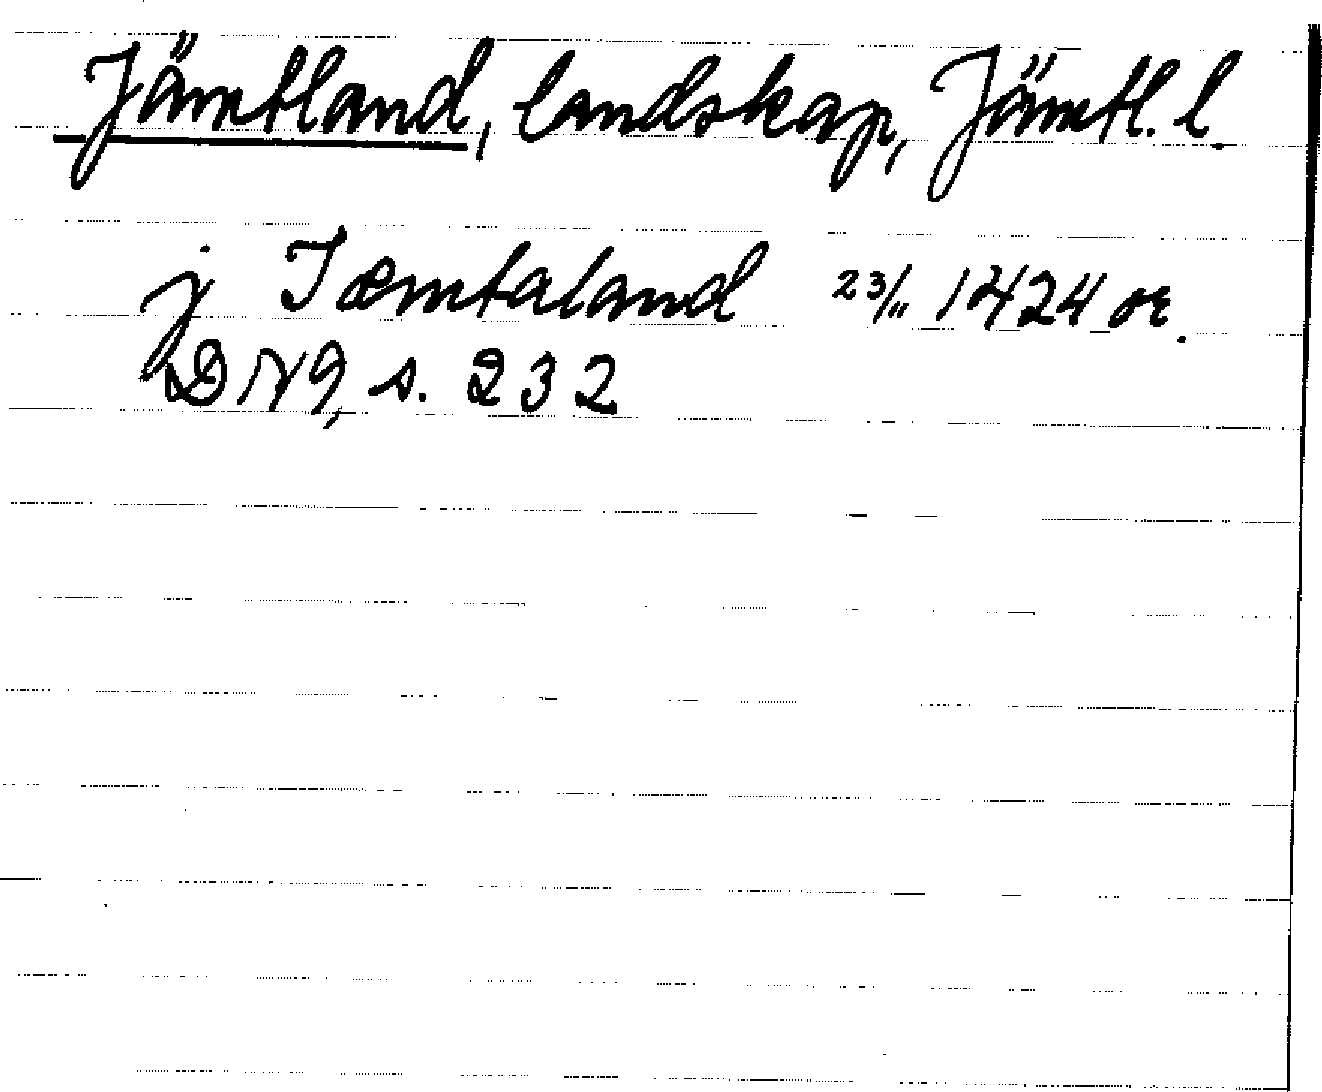 Jämtland, landskap, Jämtl. l.
j Jæmtaland 23/11 1424 or.
DN 9, s. 232